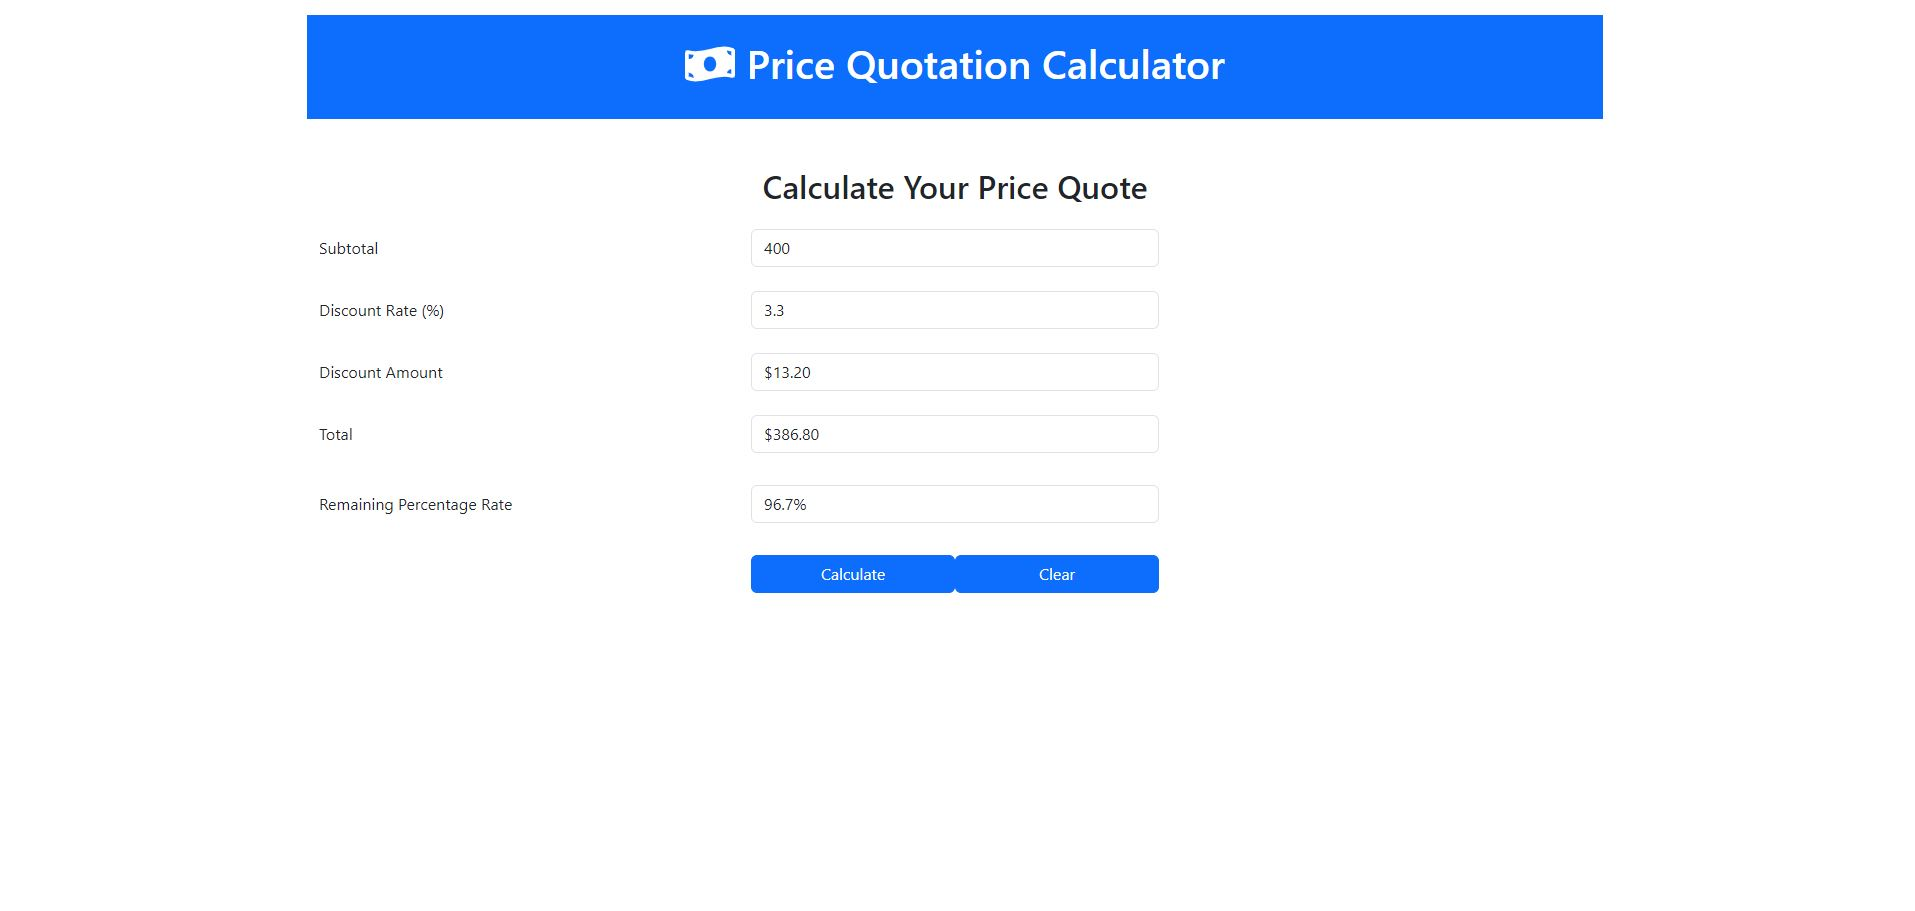 Price Quotation Calculator
Calculate Your Price Quote
Subtotal 400
Discount Rate (%) 3.3
Discount Amount $13.20
Total $386.80
Remaining Percentage Rate 96.7%
Calculate Clear